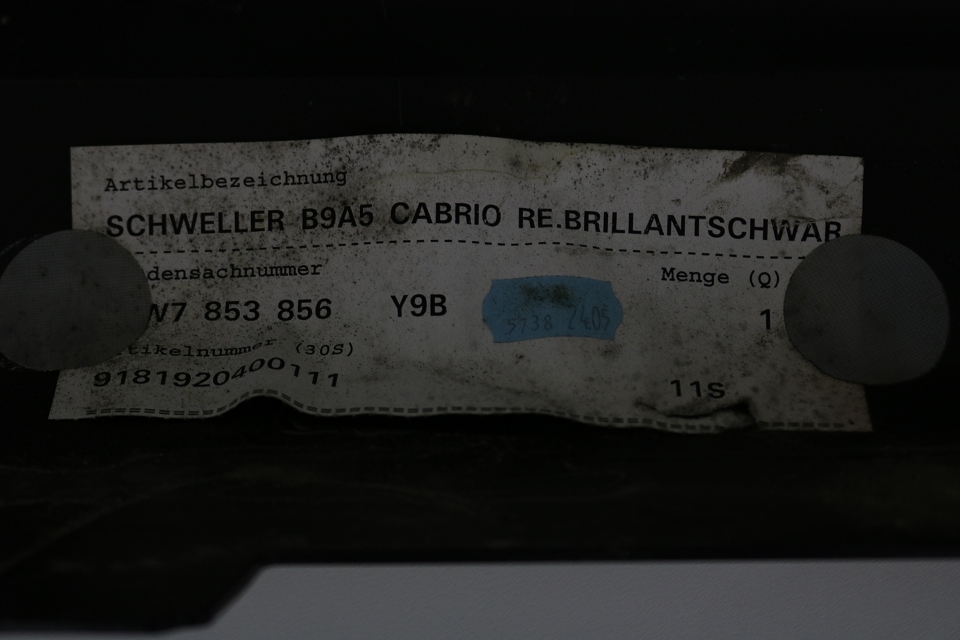 Artikelbezeichnung
SCHWELLER B9A5 CABRIO RE.BRILLANTSCHWAR
densachnummer Menge (Q)
W7 853 856 Y9B 5738 2405 1
tikelnummer (30S)
9181920400111 11S